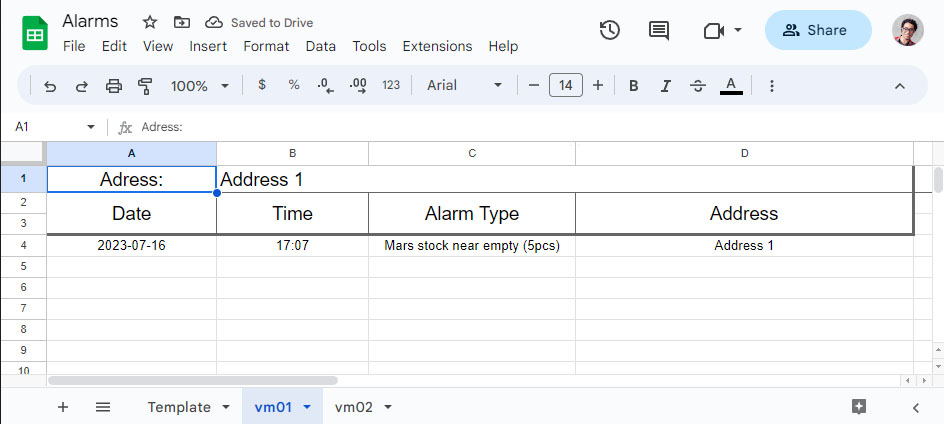 Alarms Saved to Drive
File Edit View Insert Format Data Tools Extensions Help
Share
100% $ % .0 .00 123 Arial 14 B I S A
A1 fx Adress:
A B C D
1 Adress: Address 1
2 Date Time Alarm Type Address
3
4 2023-07-16 17:07 Mars stock near empty (5pcs) Address 1
5
6
7
8
9
10
Template vm01 vm02